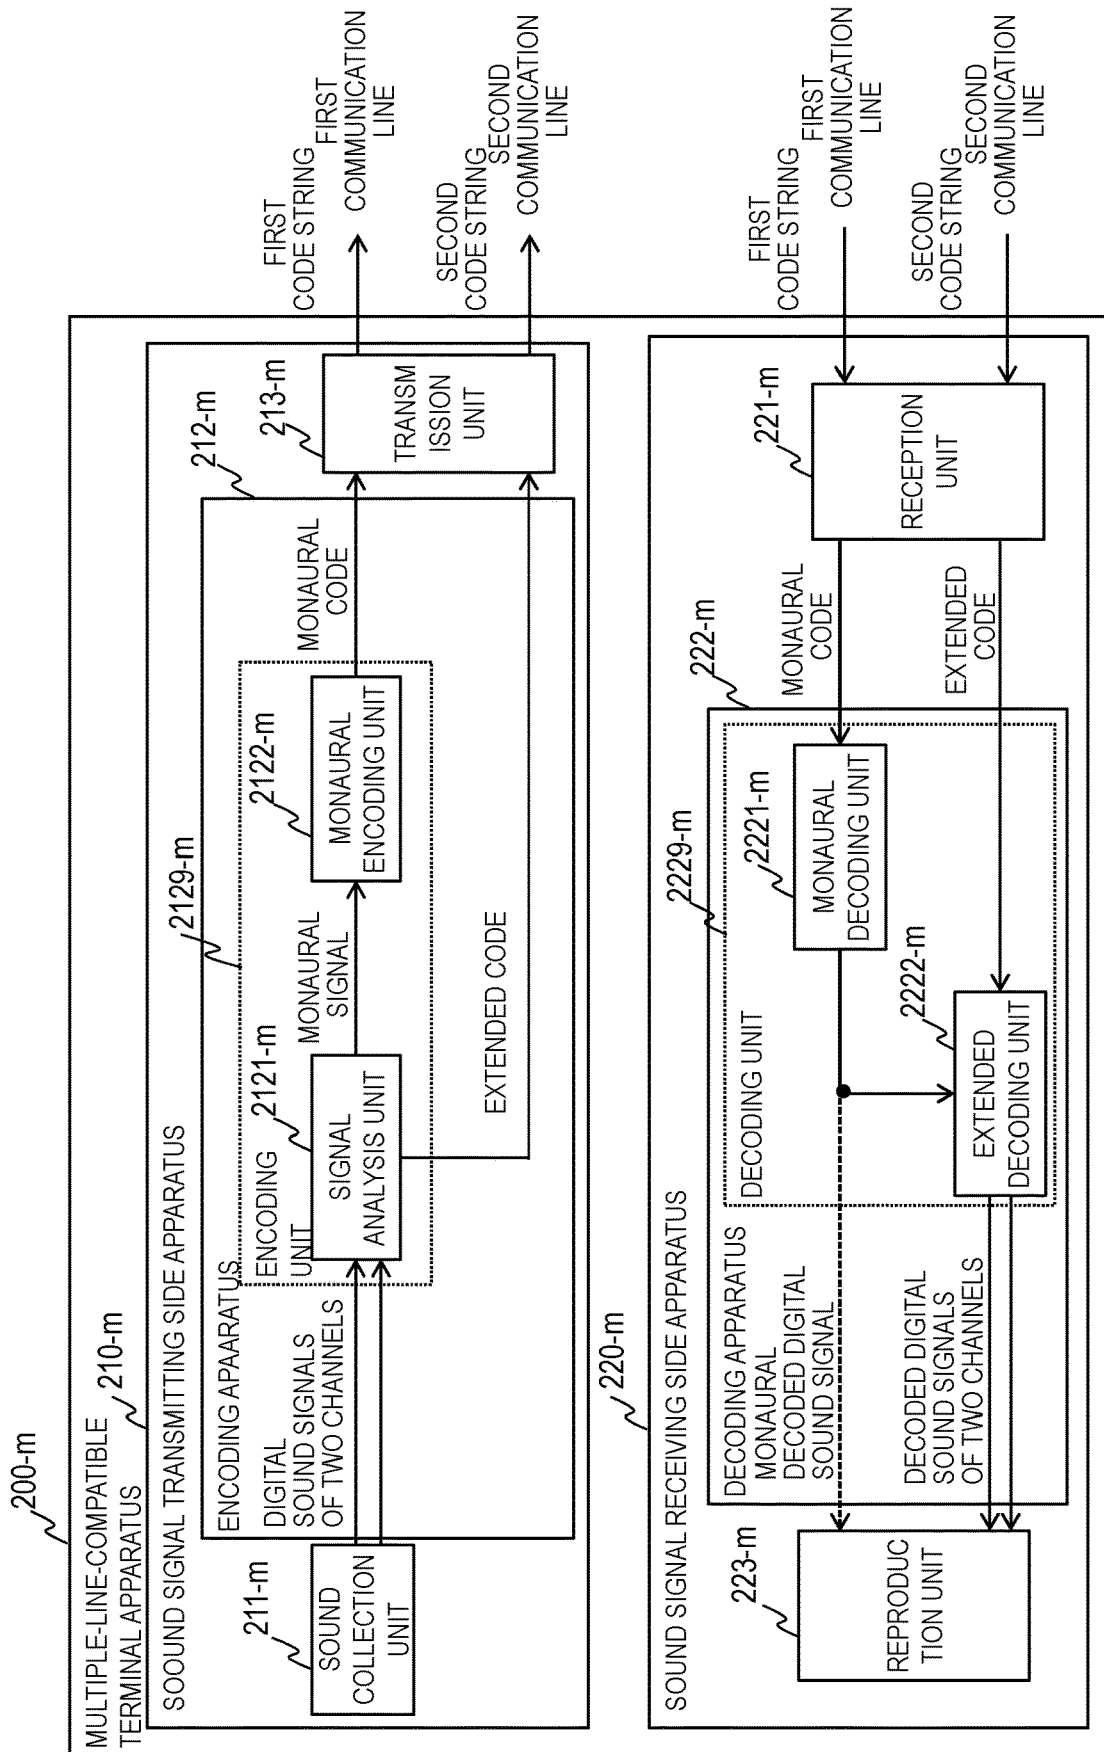 200-m
MULTIPLE-LINE-COMPATIBLE
TERMINAL APPARATUS
210-m
SOOUND SIGNAL TRANSMITTING SIDE APPARATUS
211-m
SOUND
COLLECTION
UNIT
212-m
ENCODING APAARATUS
DIGITAL
SOUND SIGNALS
OF TWO CHANNELS
2129-m
ENCODING
UNIT
2121-m
SIGNAL
ANALYSIS UNIT
MONAURAL
SIGNAL
2122-m
MONAURAL
ENCODING UNIT
MONAURAL
CODE
EXTENDED CODE
213-m
TRANSM
ISSION
UNIT
FIRST
CODE STRING
FIRST
COMMUNICATION
LINE
SECOND
CODE STRING
SECOND
COMMUNICATION
LINE
220-m
SOUND SIGNAL RECEIVING SIDE APPARATUS
223-m
REPRODUC
TION UNIT
222-m
DECODING APPARATUS
MONAURAL
DECODED DIGITAL
SOUND SIGNAL
DECODED DIGITAL
SOUND SIGNALS
OF TWO CHANNELS
2229-m
DECODING UNIT
2221-m
MONAURAL
DECODING UNIT
2222-m
EXTENDED
DECODING UNIT
MONAURAL
CODE
EXTENDED
CODE
221-m
RECEPTION
UNIT
FIRST
CODE STRING
FIRST
COMMUNICATION
LINE
SECOND
CODE STRING
SECOND
COMMUNICATION
LINE